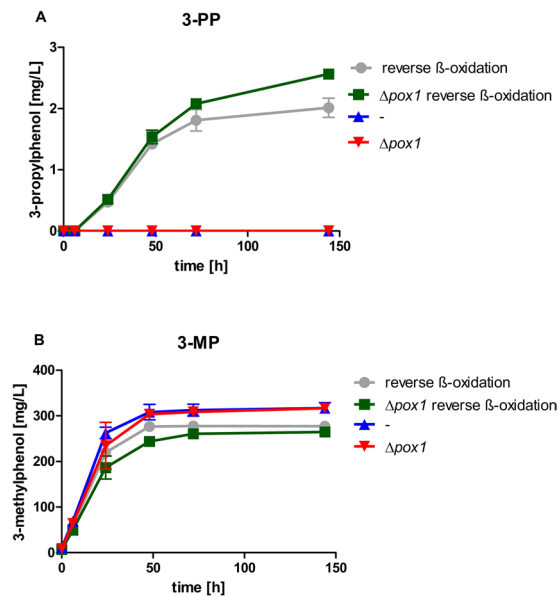 A
3-PP
3-propylphenol [mg/L]
3
2
1
0
0 50 100 150
time [h]
reverse ß-oxidation
Δpox1 reverse ß-oxidation
-
Δpox1
B
3-MP
3-methylphenol [mg/L]
400
300
200
100
0
0 50 100 150
time [h]
reverse ß-oxidation
Δpox1 reverse ß-oxidation
-
Δpox1